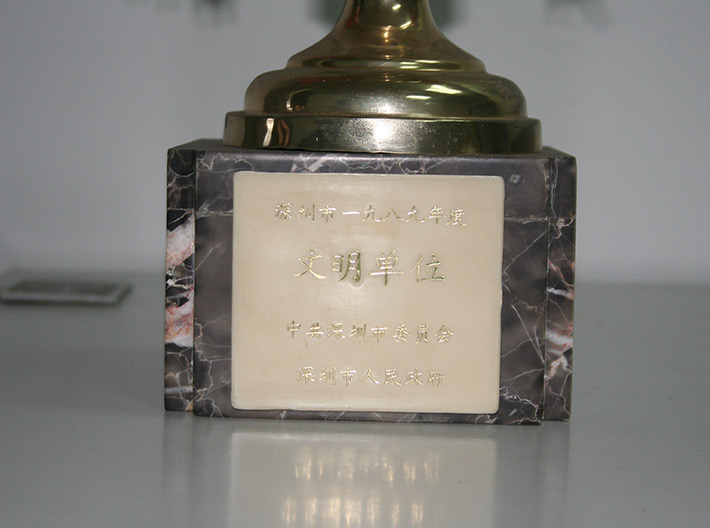 深圳市一九八九年度
文明单位
中共深圳市委员会
深圳市人民政府